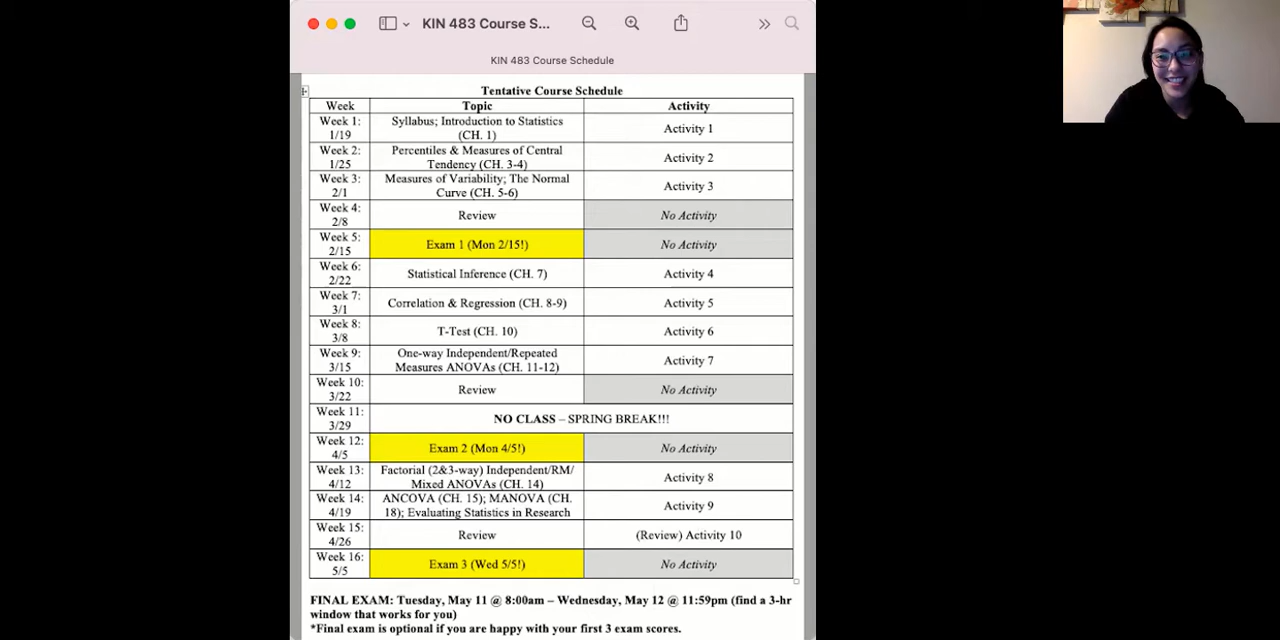 KIN 483 Course S...
KIN 483 Course Schedule
Tentative Course Schedule
Week Topic Activity
Week 1: 1/19 Syllabus; Introduction to Statistics (CH. 1) Activity 1
Week 2: 1/25 Percentiles & Measures of Central Tendency (CH. 3-4) Activity 2
Week 3: 2/1 Measures of Variability; The Normal Curve (CH. 5-6) Activity 3
Week 4: 2/8 Review No Activity
Week 5: 2/15 Exam 1 (Mon 2/15!) No Activity
Week 6: 2/22 Statistical Inference (CH. 7) Activity 4
Week 7: 3/1 Correlation & Regression (CH. 8-9) Activity 5
Week 8: 3/8 T-Test (CH. 10) Activity 6
Week 9: 3/15 One-way Independent/Repeated Measures ANOVAs (CH. 11-12) Activity 7
Week 10: 3/22 Review No Activity
Week 11: 3/29 NO CLASS – SPRING BREAK!!!
Week 12: 4/5 Exam 2 (Mon 4/5!) No Activity
Week 13: 4/12 Factorial (2&3-way) Independent/RM/ Mixed ANOVAs (CH. 14) Activity 8
Week 14: 4/19 ANCOVA (CH. 15); MANOVA (CH. 18); Evaluating Statistics in Research Activity 9
Week 15: 4/26 Review (Review) Activity 10
Week 16: 5/5 Exam 3 (Wed 5/5!) No Activity
FINAL EXAM: Tuesday, May 11 @ 8:00am – Wednesday, May 12 @ 11:59pm (find a 3-hr
window that works for you)
*Final exam is optional if you are happy with your first 3 exam scores.